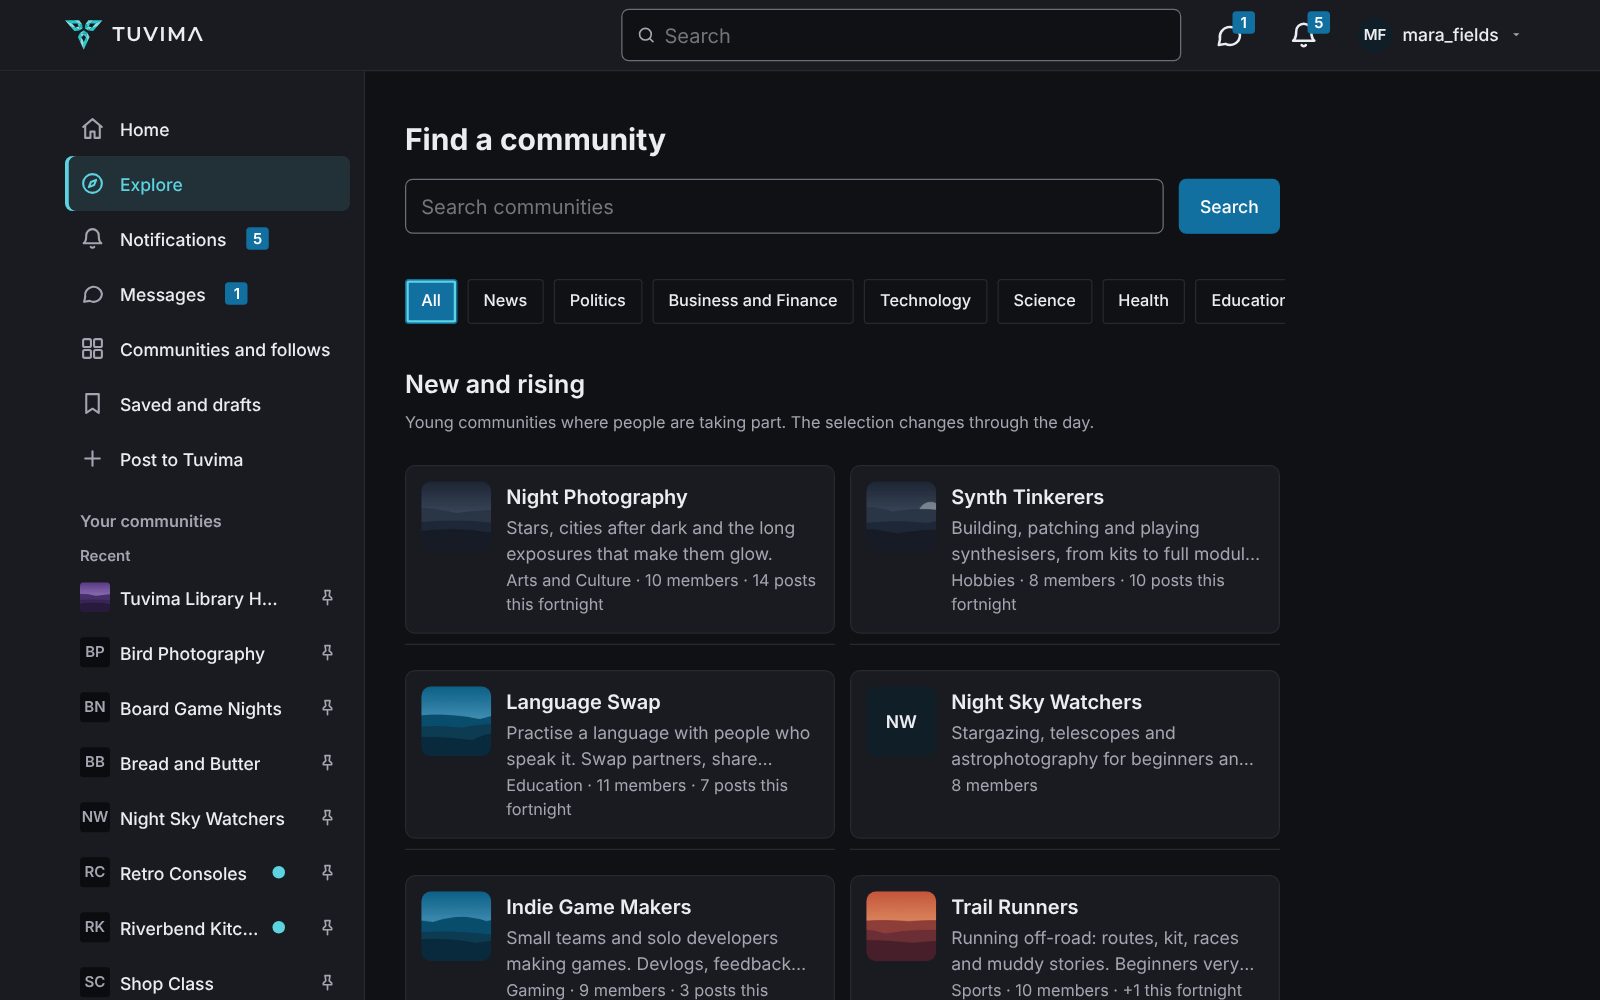 TUVIMA
Search
1
5
MF
mara_fields
Home
Explore
Notifications
5
Messages
1
Communities and follows
Saved and drafts
Post to Tuvima
Your communities
Recent
Tuvima Library H...
BP
Bird Photography
BN
Board Game Nights
BB
Bread and Butter
NW
Night Sky Watchers
RC
Retro Consoles
RK
Riverbend Kitc...
SC
Shop Class
Find a community
Search communities
Search
All
News
Politics
Business and Finance
Technology
Science
Health
Education
New and rising
Young communities where people are taking part. The selection changes through the day.
Night Photography
Stars, cities after dark and the long
exposures that make them glow.
Arts and Culture · 10 members · 14 posts
this fortnight
Synth Tinkerers
Building, patching and playing
synthesisers, from kits to full modul...
Hobbies · 8 members · 10 posts this
fortnight
Language Swap
Practise a language with people who
speak it. Swap partners, share...
Education · 11 members · 7 posts this
fortnight
NW
Night Sky Watchers
Stargazing, telescopes and
astrophotography for beginners an...
8 members
Indie Game Makers
Small teams and solo developers
making games. Devlogs, feedback...
Gaming · 9 members · 3 posts this
Trail Runners
Running off-road: routes, kit, races
and muddy stories. Beginners very...
Sports · 10 members · +1 this fortnight